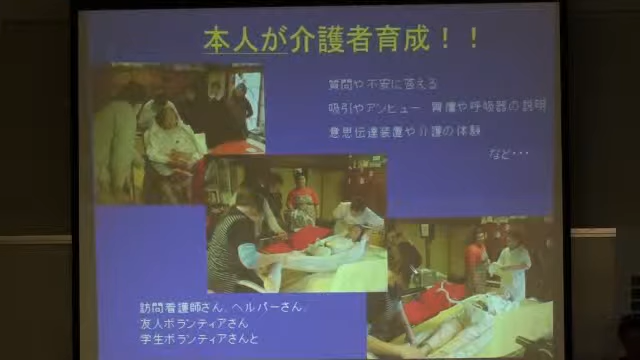 本人が介護者育成！！
質問や不安に答える
吸引やアンビュー 胃瘻や呼吸器の説明
意思伝達装置や介護の体験
など・・・
訪問看護師さん、ヘルパーさん、
友人ボランティアさん
学生ボランティアさんと